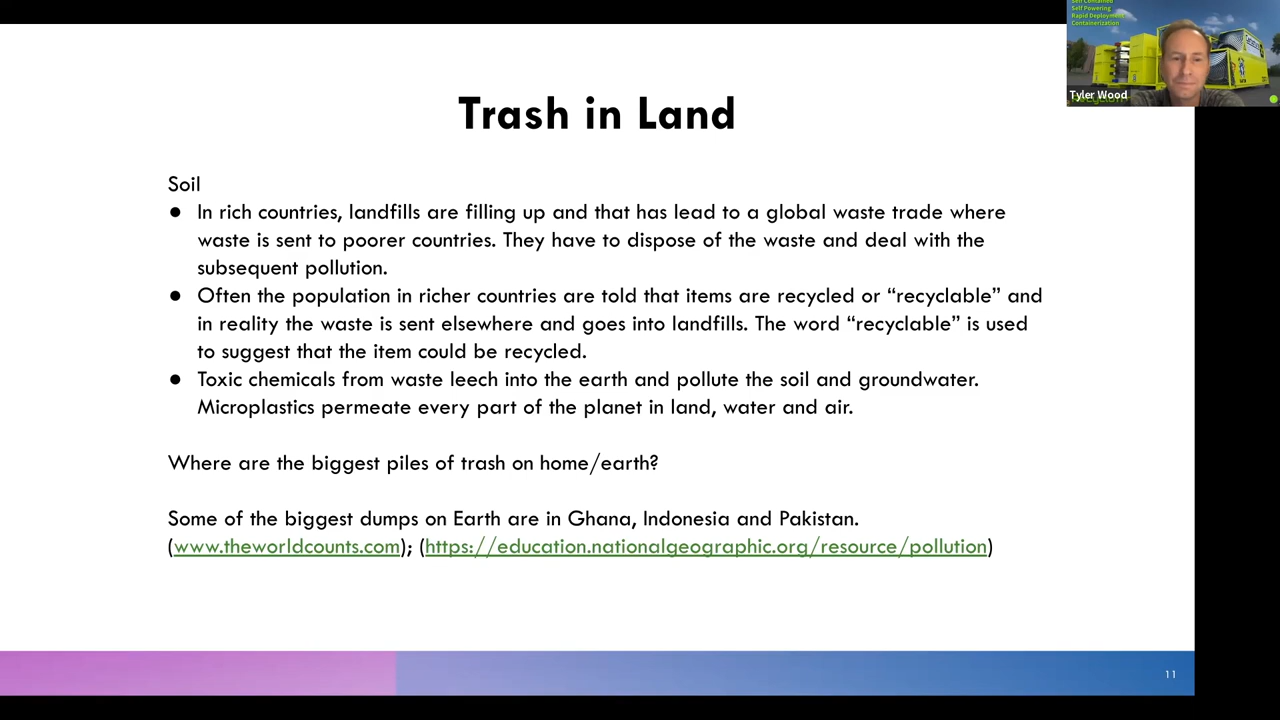 Self Contained
Self Powering
Rapid Deployment
Containerization
Tyler Wood
Trash in Land
Soil
● In rich countries, landfills are filling up and that has lead to a global waste trade where
waste is sent to poorer countries. They have to dispose of the waste and deal with the
subsequent pollution.
● Often the population in richer countries are told that items are recycled or “recyclable” and
in reality the waste is sent elsewhere and goes into landfills. The word “recyclable” is used
to suggest that the item could be recycled.
● Toxic chemicals from waste leech into the earth and pollute the soil and groundwater.
Microplastics permeate every part of the planet in land, water and air.
Where are the biggest piles of trash on home/earth?
Some of the biggest dumps on Earth are in Ghana, Indonesia and Pakistan.
(www.theworldcounts.com); (https://education.nationalgeographic.org/resource/pollution)
11